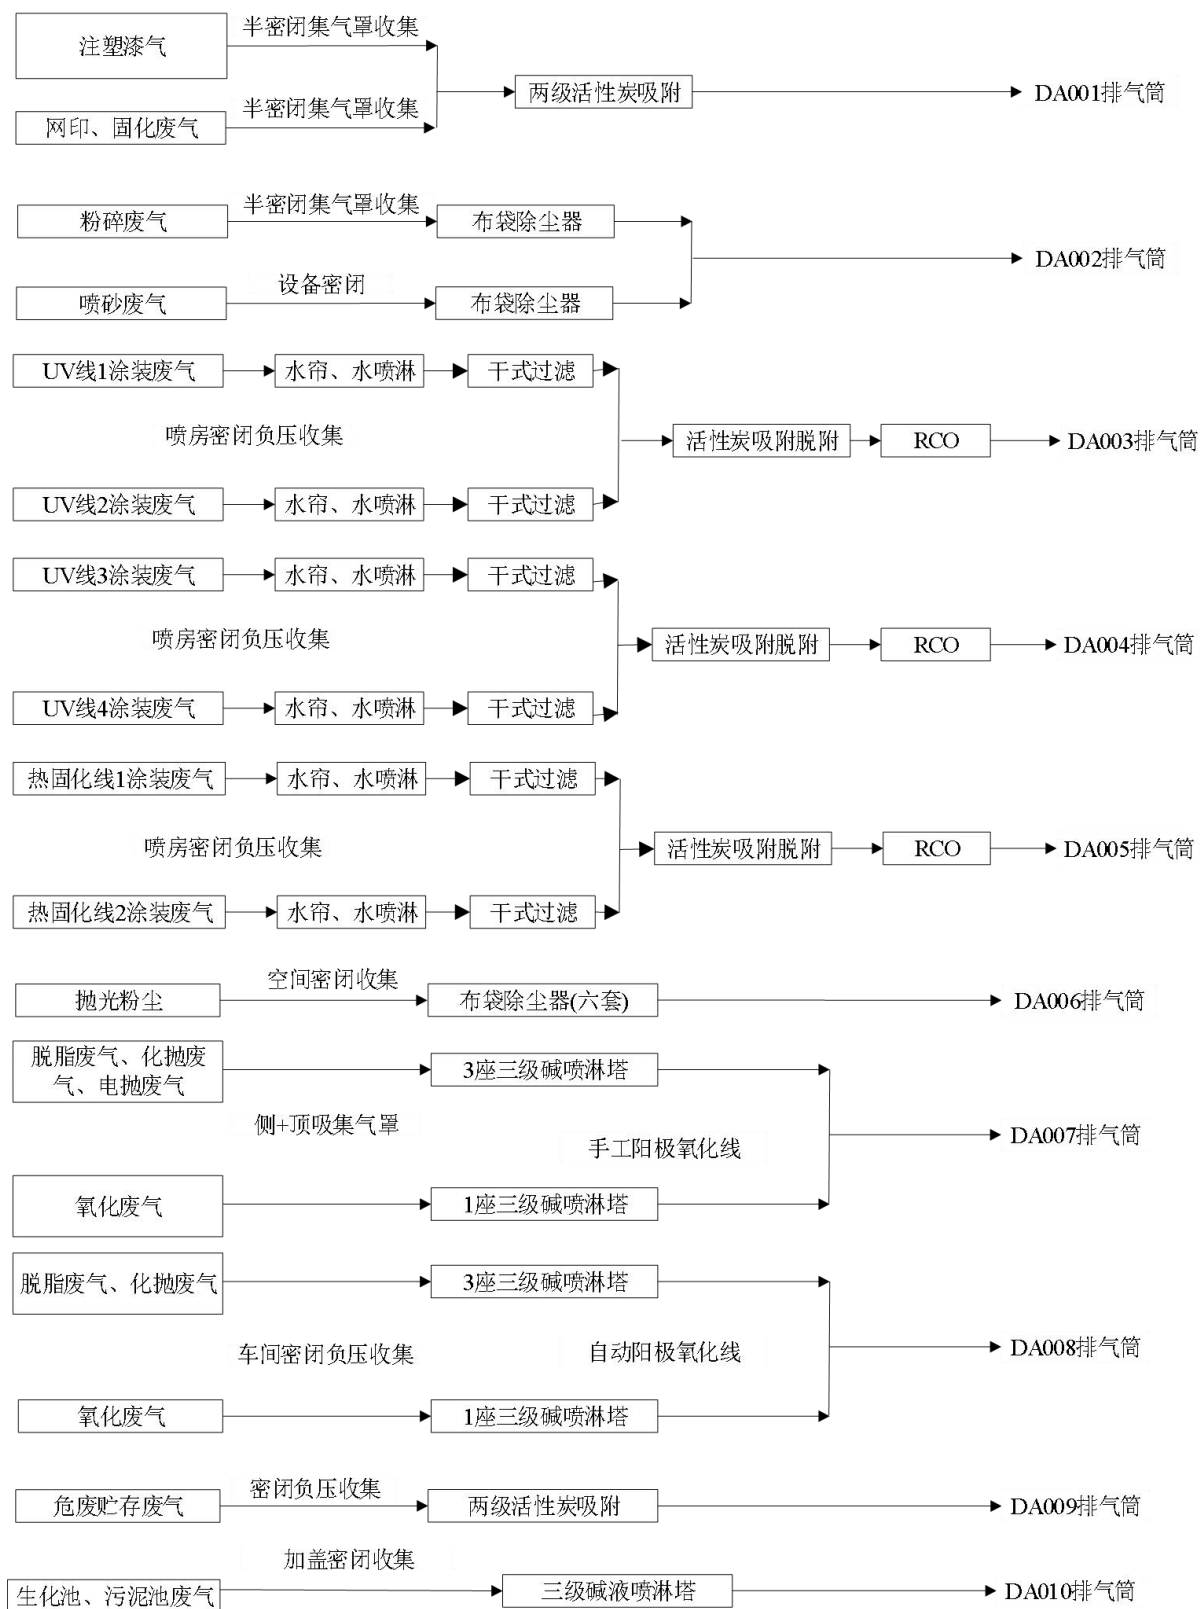 半密闭集气罩收集
注塑漆气
两级活性炭吸附
DA001排气筒
半密闭集气罩收集
网印、固化废气
半密闭集气罩收集
粉碎废气
布袋除尘器
DA002排气筒
设备密闭
喷砂废气
布袋除尘器
UV线1涂装废气
水帘、水喷淋
干式过滤
喷房密闭负压收集
活性炭吸附脱附
RCO
DA003排气筒
UV线2涂装废气
水帘、水喷淋
干式过滤
UV线3涂装废气
水帘、水喷淋
干式过滤
喷房密闭负压收集
活性炭吸附脱附
RCO
DA004排气筒
UV线4涂装废气
水帘、水喷淋
干式过滤
热固化线1涂装废气
水帘、水喷淋
干式过滤
喷房密闭负压收集
活性炭吸附脱附
RCO
DA005排气筒
热固化线2涂装废气
水帘、水喷淋
干式过滤
空间密闭收集
抛光粉尘
布袋除尘器(六套)
DA006排气筒
脱脂废气、化抛废
气、电抛废气
3座三级碱喷淋塔
侧+顶吸集气罩
手工阳极氧化线
DA007排气筒
氧化废气
1座三级碱喷淋塔
脱脂废气、化抛废气
3座三级碱喷淋塔
车间密闭负压收集
自动阳极氧化线
DA008排气筒
氧化废气
1座三级碱喷淋塔
密闭负压收集
危废贮存废气
两级活性炭吸附
DA009排气筒
加盖密闭收集
生化池、污泥池废气
三级碱液喷淋塔
DA010排气筒